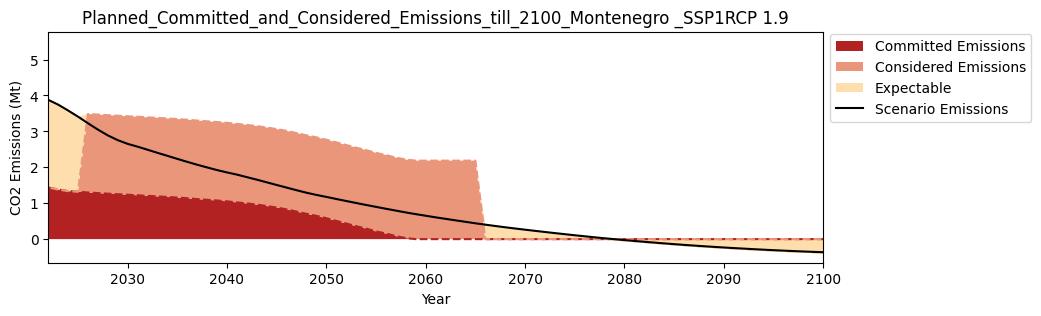 Planned_Committed_and_Considered_Emissions_till_2100_Montenegro _SSP1RCP 1.9
CO2 Emissions (Mt)
5
4
3
2
1
0
2030 2040 2050 2060 2070 2080 2090 2100
Year
Committed Emissions
Considered Emissions
Expectable
Scenario Emissions